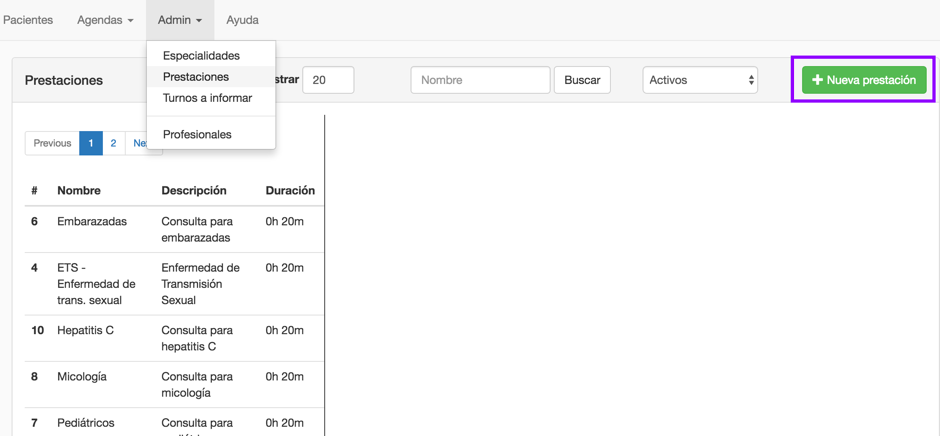 Pacientes Agendas Admin Ayuda
Especialidades
Prestaciones
Turnos a informar
Profesionales
Prestaciones strar 20 Nombre Buscar Activos + Nueva prestación
Previous 1 2
# Nombre Descripción Duración
6 Embarazadas Consulta para embarazadas 0h 20m
4 ETS - Enfermedad de trans. sexual Enfermedad de Transmisión Sexual 0h 20m
10 Hepatitis C Consulta para hepatitis C 0h 20m
8 Micología Consulta para micología 0h 20m
7 Pediátricos Consulta para 0h 20m